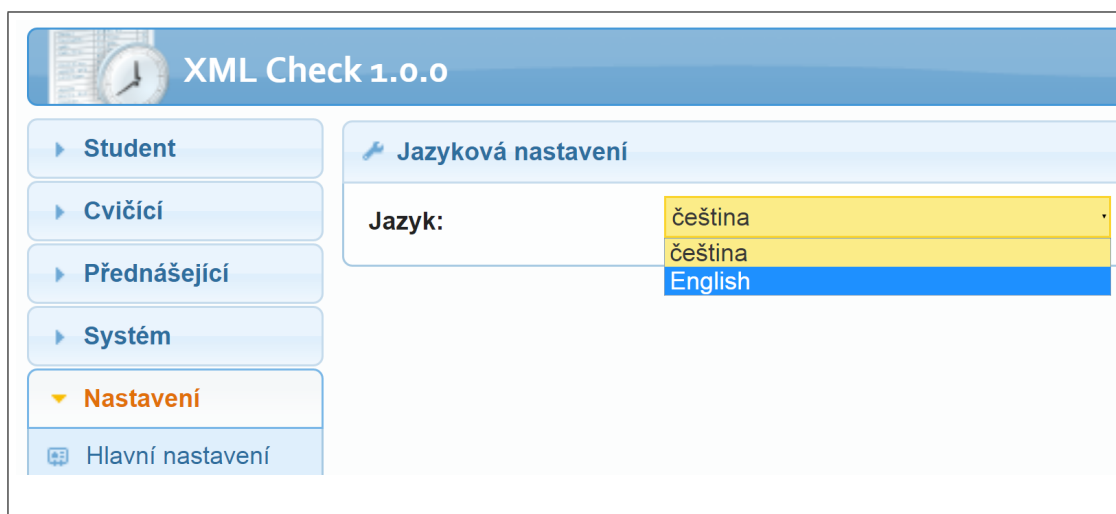 XML Check 1.0.0
Student
Cvičící
Přednášející
Systém
Nastavení
Hlavní nastavení
Jazyková nastavení
Jazyk:
čeština
čeština
English